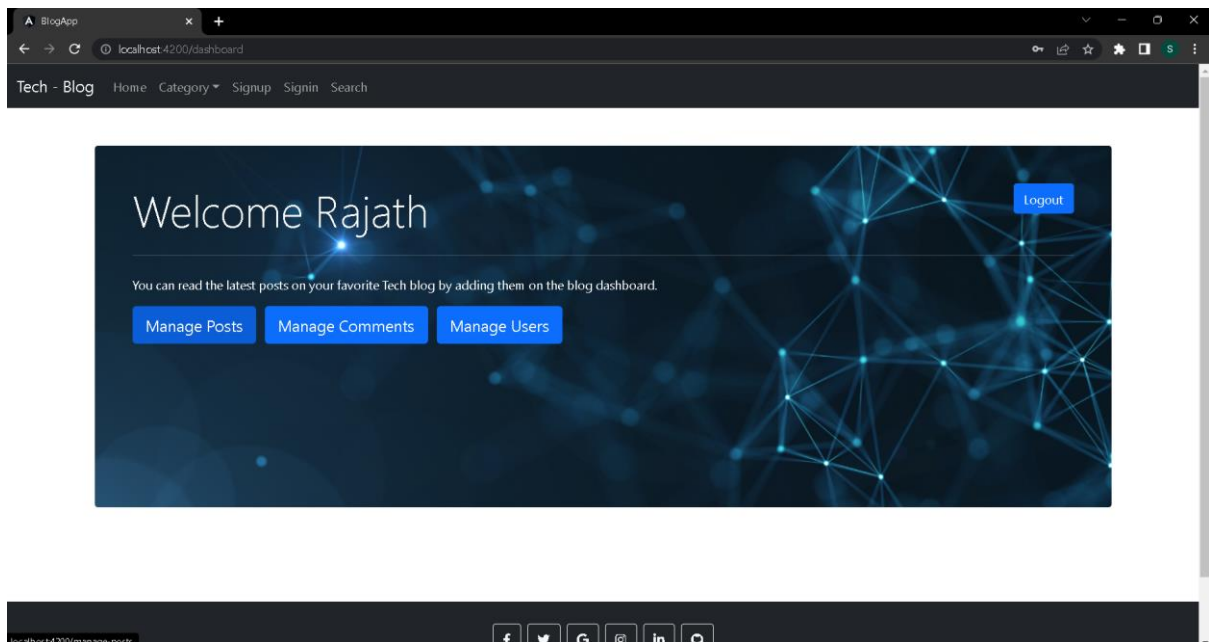 BlogApp
localhost:4200/dashboard
S
Tech - Blog Home Category Signup Signin Search
Welcome Rajath
Logout
You can read the latest posts on your favorite Tech blog by adding them on the blog dashboard.
Manage Posts Manage Comments Manage Users
localhost:4200/manage-posts